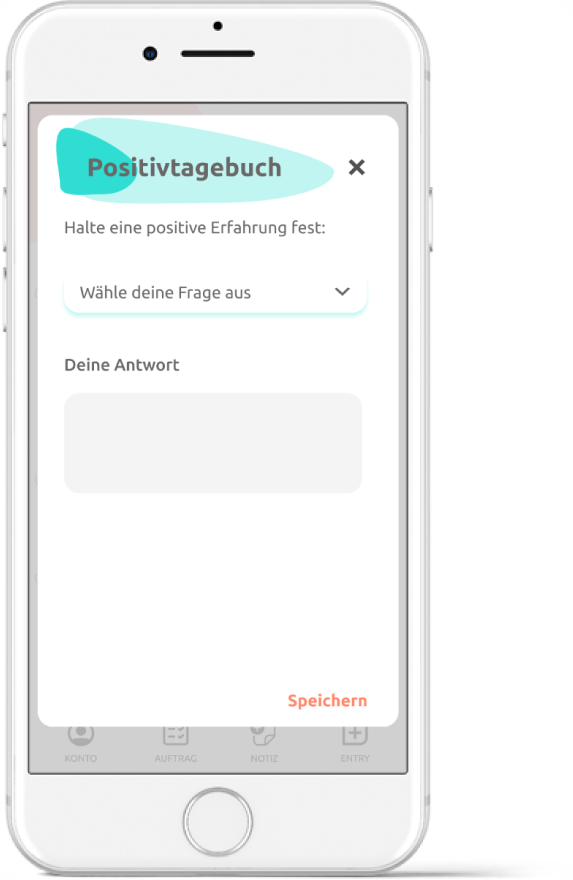 Positivtagebuch
Halte eine positive Erfahrung fest:
Wähle deine Frage aus
Deine Antwort
Speichern
KONTO AUFTRAG NOTIZ ENTRY